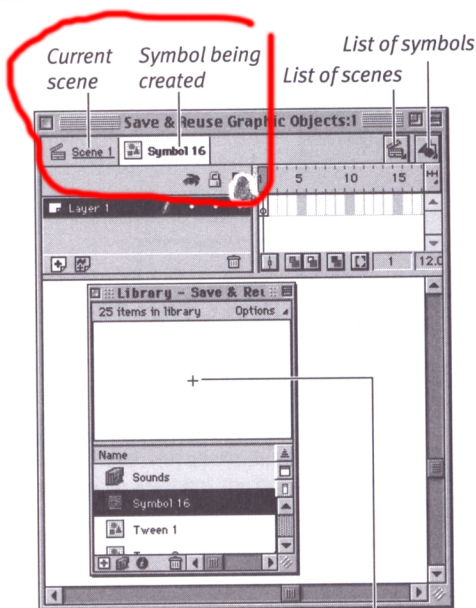 Current scene
Symbol being created
List of scenes
List of symbols
Save & Reuse Graphic Objects:1
Scene 1
Symbol 16
5 10 15
Layer 1
1 12.0
Library - Save & Reu
25 items in library Options
Name
Sounds
Symbol 16
Tween 1